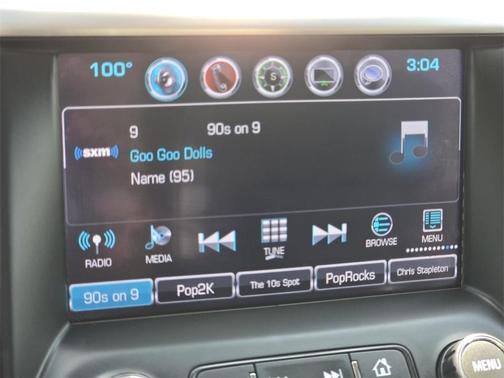 100° S 3:04
9 90s on 9
((sxm))
Goo Goo Dolls
Name (95)
RADIO MEDIA TUNE BROWSE MENU
90s on 9 Pop2K The 10s Spot PopRocks Chris Stapleton
MENU